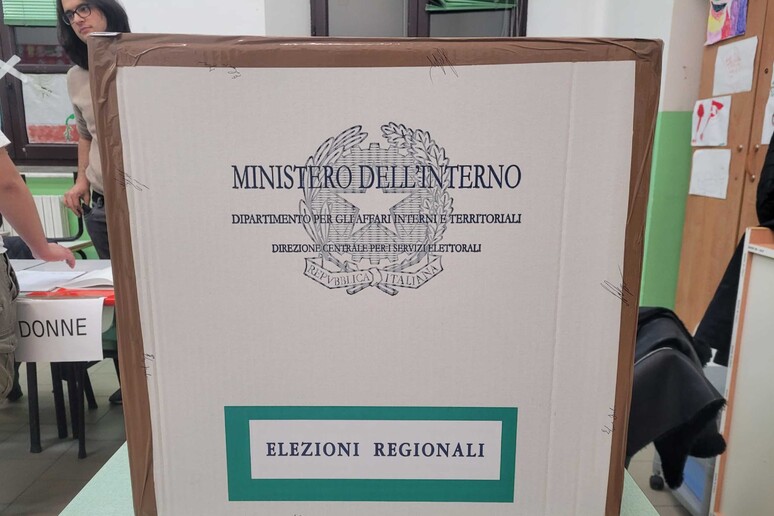 MINISTERO DELL'INTERNO
DIPARTIMENTO PER GLI AFFARI INTERNI E TERRITORIALI
DIREZIONE CENTRALE PER I SERVIZI ELETTORALI
REPVBBLICA ITALIANA
ELEZIONI REGIONALI
DONNE